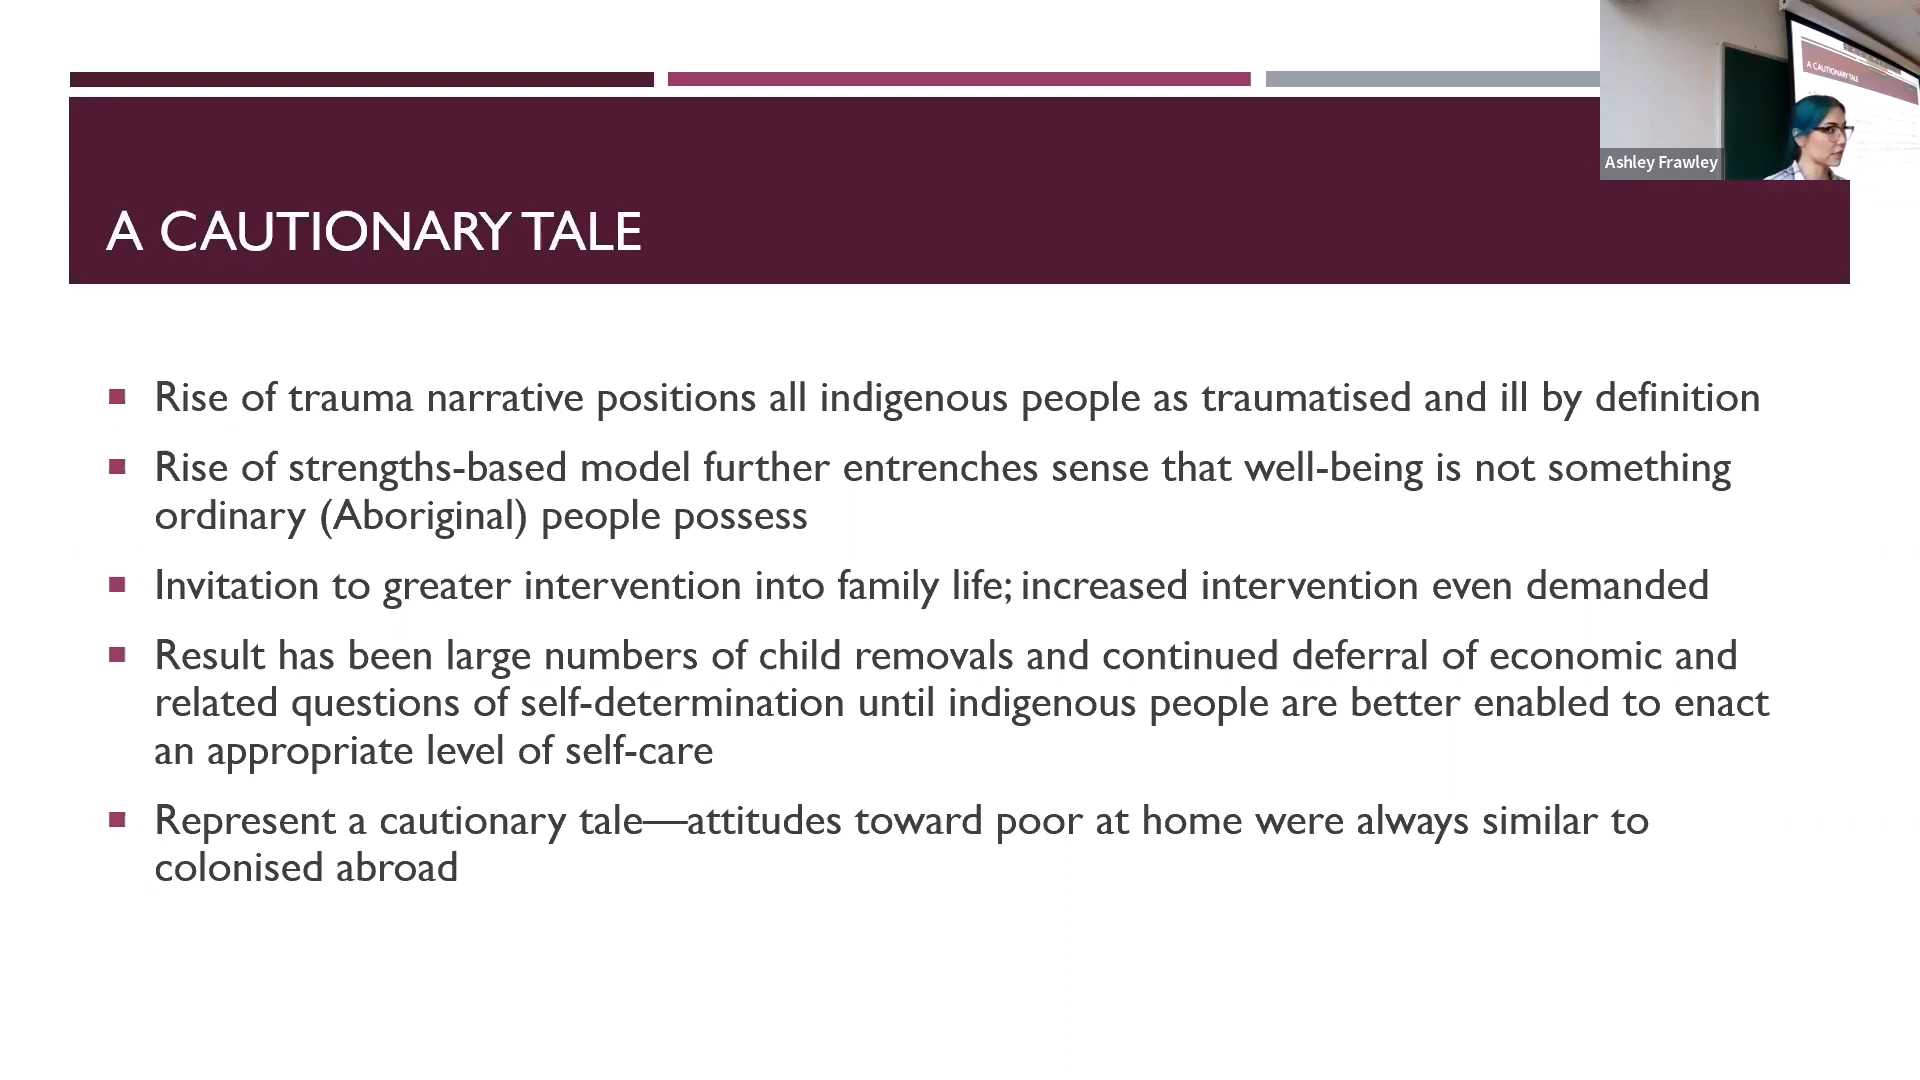 A CAUTIONARY TALE
Ashley Frawley
A CAUTIONARY TALE
Rise of trauma narrative positions all indigenous people as traumatised and ill by definition
Rise of strengths-based model further entrenches sense that well-being is not something
ordinary (Aboriginal) people possess
Invitation to greater intervention into family life; increased intervention even demanded
Result has been large numbers of child removals and continued deferral of economic and
related questions of self-determination until indigenous people are better enabled to enact
an appropriate level of self-care
Represent a cautionary tale—attitudes toward poor at home were always similar to
colonised abroad